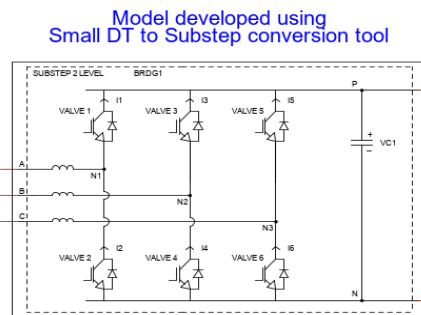 Model developed using
Small DT to Substep conversion tool
SUBSTEP 2 LEVEL BRDG1
P
I1 I3 I5
VALVE 1 VALVE 3 VALVE 5
+
VC1
–
A
N1
B
N2
C
N3
I2 I4 I6
VALVE 2 VALVE 4 VALVE 6
N